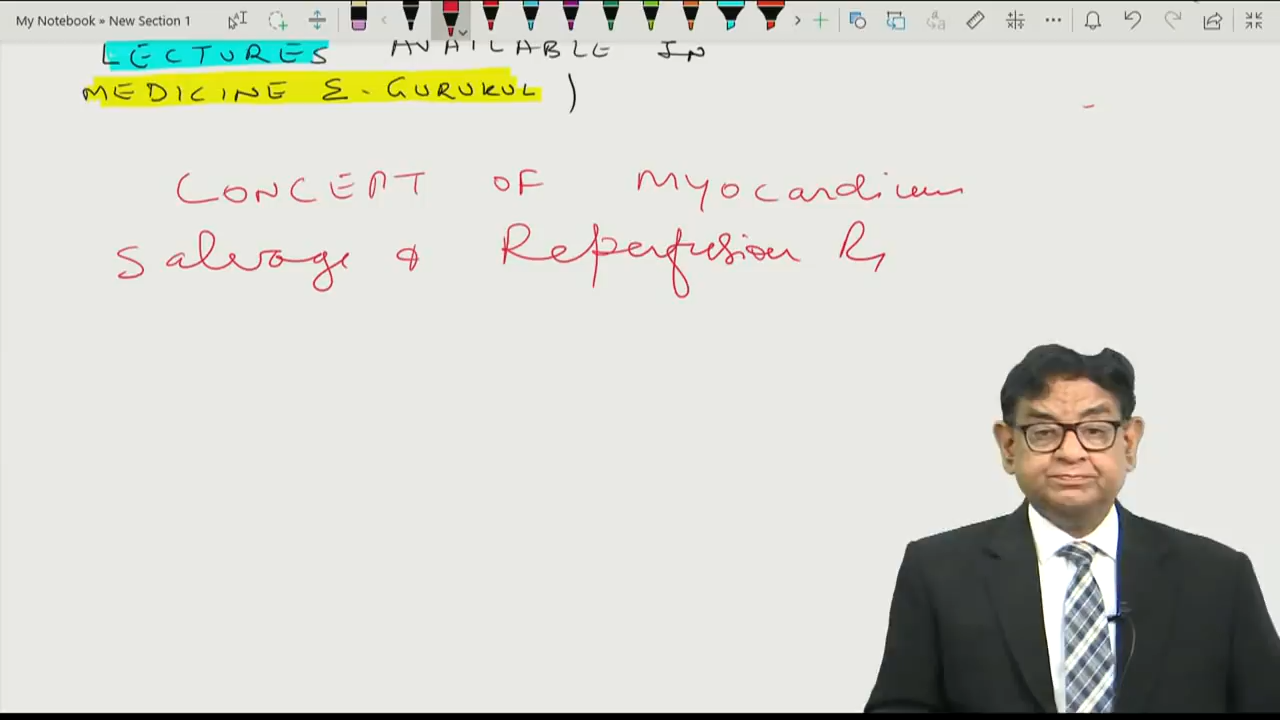 My Notebook » New Section 1
LECTURES AVAILABLE IN
MEDICINE E-GURUKUL)
CONCEPT OF MYOCARDIUM
Salvage & Reperfusion Rx